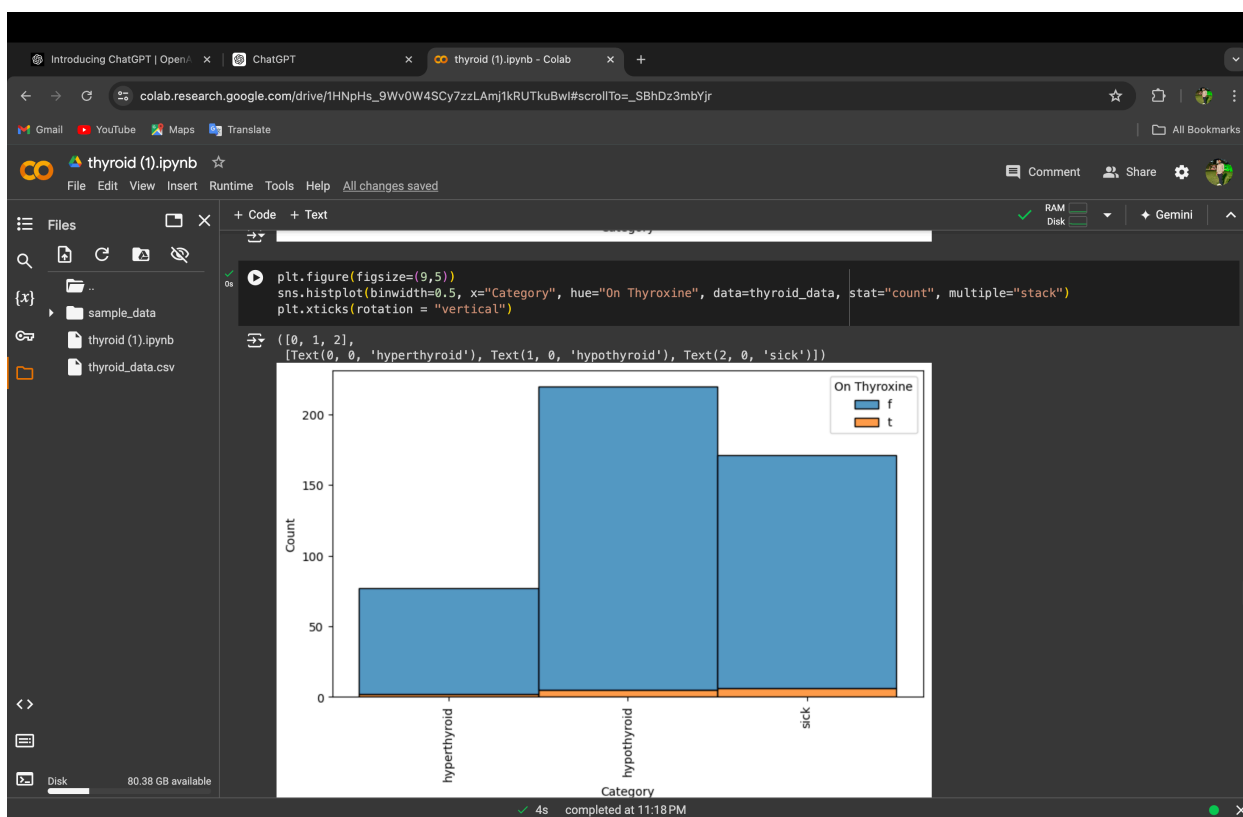 Introducing ChatGPT | OpenA
ChatGPT
thyroid (1).ipynb - Colab
colab.research.google.com/drive/1HNpHs_9Wv0W4SCy7zzLAmj1kRUTkuBwI#scrollTo=_SBhDz3mbYjr
Gmail YouTube Maps Translate All Bookmarks
thyroid (1).ipynb
File Edit View Insert Runtime Tools Help All changes saved
Comment Share
Files
+ Code + Text
RAM
Disk
Gemini
{x}
..
sample_data
thyroid (1).ipynb
thyroid_data.csv
0s
plt.figure(figsize=(9,5))
sns.histplot(binwidth=0.5, x="Category", hue="On Thyroxine", data=thyroid_data, stat="count", multiple="stack")
plt.xticks(rotation = "vertical")
([0, 1, 2],
[Text(0, 0, 'hyperthyroid'), Text(1, 0, 'hypothyroid'), Text(2, 0, 'sick')])
On Thyroxine
f
t
200
150
100
50
0
Count
hyperthyroid
hypothyroid
sick
Category
Disk 80.38 GB available
4s completed at 11:18 PM